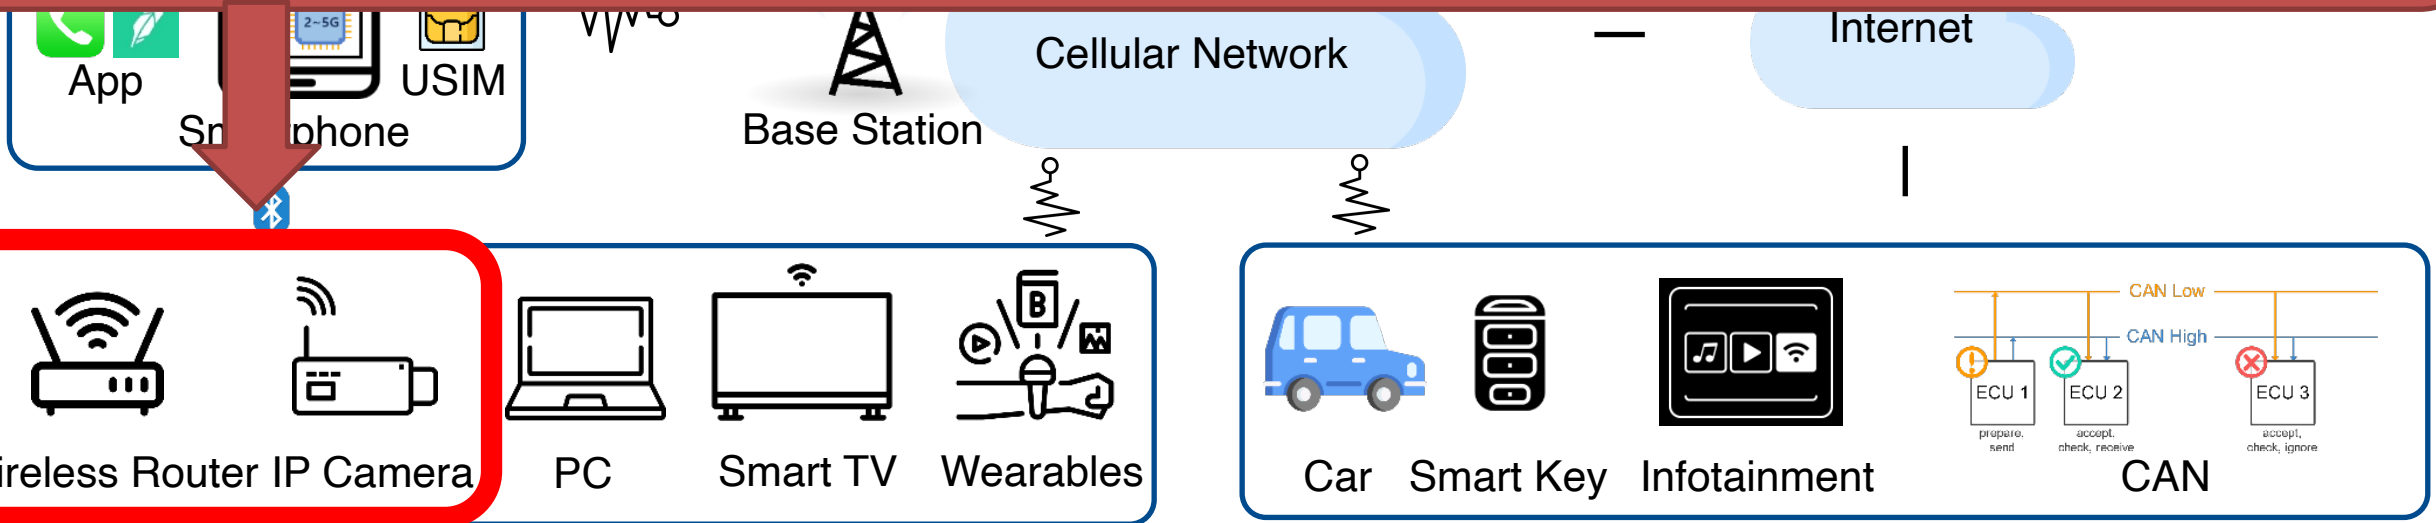 2~5G
Internet
Cellular Network
App
USIM
Smartphone
Base Station
B
CAN Low
CAN High
ECU 1
ECU 2
ECU 3
prepare, send
accept, check, receive
accept, check, ignore
ireless Router
IP Camera
PC
Smart TV
Wearables
Car
Smart Key
Infotainment
CAN